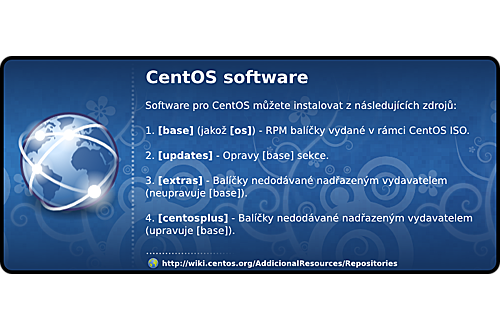 CentOS software
Software pro CentOS můžete instalovat z následujících zdrojů:
1. [base] (jakož [os]) - RPM balíčky vydané v rámci CentOS ISO.
2. [updates] - Opravy [base] sekce.
3. [extras] - Balíčky nedodávané nadřazeným vydavatelem
(neupravuje [base]).
4. [centosplus] - Balíčky nedodávané nadřazeným vydavatelem
(upravuje [base]).
http://wiki.centos.org/AddicionalResources/Repositories